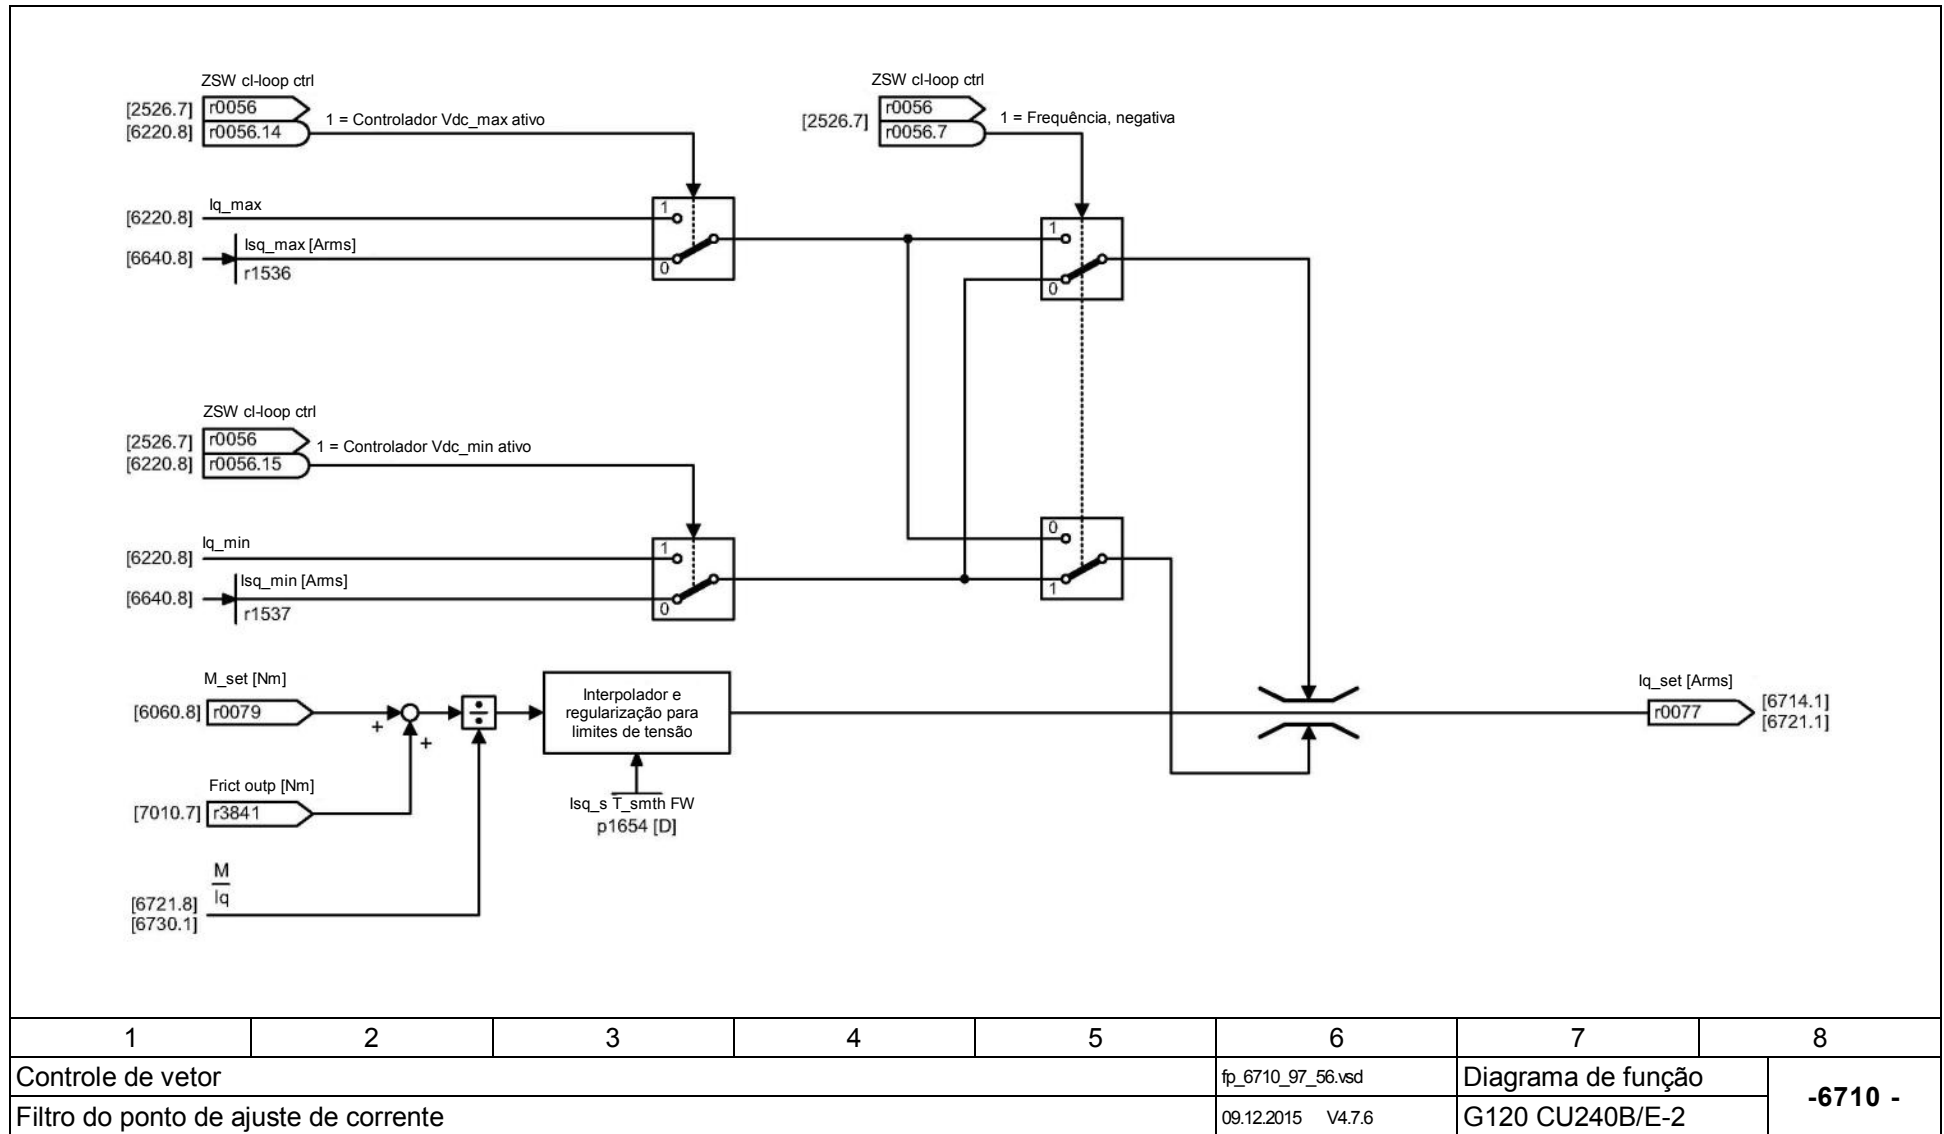 ZSW cl-loop ctrl
[2526.7] r0056
[6220.8] r0056.14
1 = Controlador Vdc_max ativo
ZSW cl-loop ctrl
r0056
[2526.7] r0056.7
1 = Frequência, negativa
[6220.8] Iq_max
1
[6640.8] Isq_max [Arms]
r1536
0
1
0
ZSW cl-loop ctrl
[2526.7] r0056
[6220.8] r0056.15
1 = Controlador Vdc_min ativo
[6220.8] Iq_min
1
[6640.8] Isq_min [Arms]
r1537
0
0
1
M_set [Nm]
[6060.8] r0079
+
+
÷
Interpolador e
regularização para
limites de tensão
Iq_set [Arms]
r0077
[6714.1]
[6721.1]
Frict outp [Nm]
[7010.7] r3841
Isq_s T_smth FW
p1654 [D]
M
Iq
[6721.8]
[6730.1]
1 2 3 4 5 6 7 8
Controle de vetor
fp_6710_97_56.vsd
Diagrama de função
-6710 -
Filtro do ponto de ajuste de corrente
09.12.2015 V4.7.6
G120 CU240B/E-2